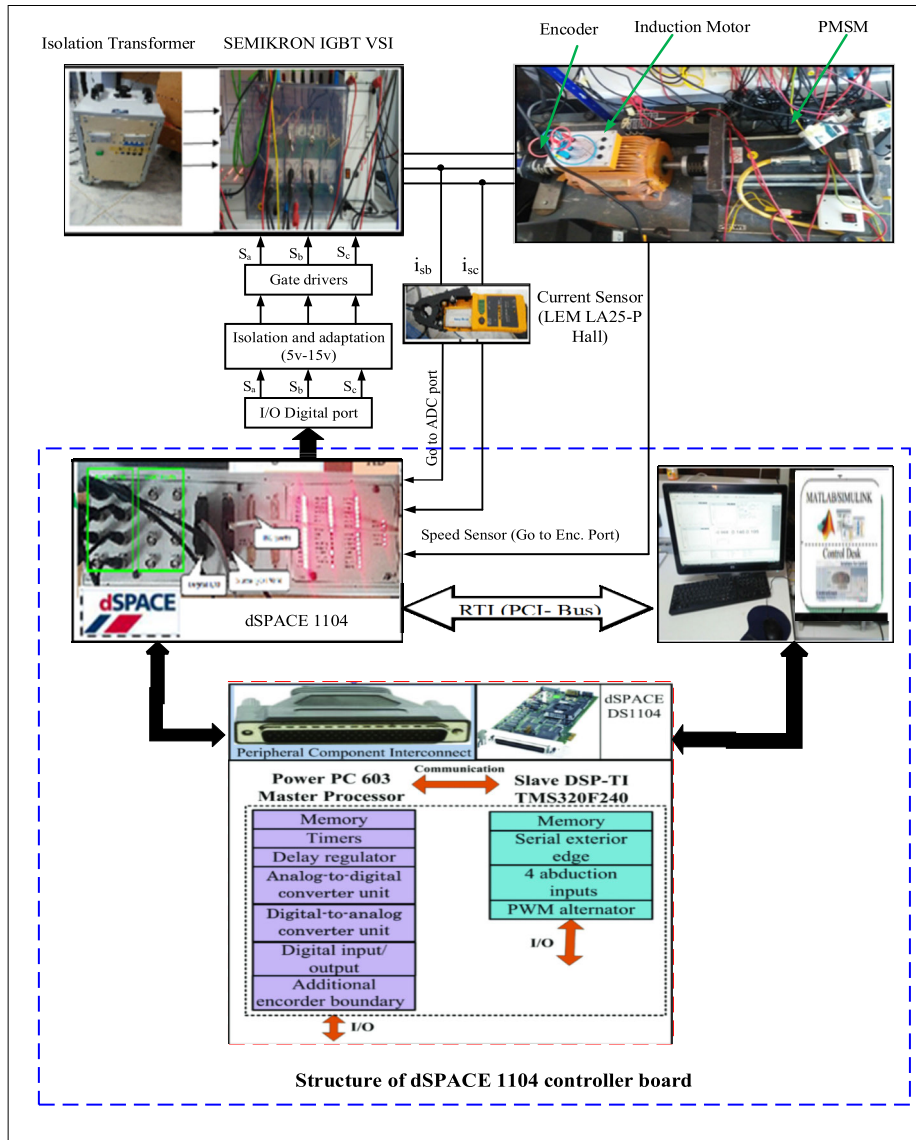 Isolation Transformer
SEMIKRON IGBT VSI
Encoder
Induction Motor
PMSM
Sa
Sb
Sc
Gate drivers
Isolation and adaptation
(5v-15v)
Sa
Sb
Sc
I/O Digital port
isb
isc
Current Sensor
(LEM LA25-P
Hall)
Go to ADC port
Speed Sensor (Go to Enc. Port)
dSPACE
dSPACE 1104
RTI (PCI- Bus)
MATLAB/SIMULINK
Control Desk
Peripheral Component Interconnect
dSPACE
DS1104
Communication
Power PC 603
Master Processor
Slave DSP-TI
TMS320F240
Memory
Timers
Delay regulator
Analog-to-digital
converter unit
Digital-to-analog
converter unit
Digital input/
output
Additional
encorder boundary
I/O
Memory
Serial exterior
edge
4 abduction
inputs
PWM alternator
I/O
Structure of dSPACE 1104 controller board